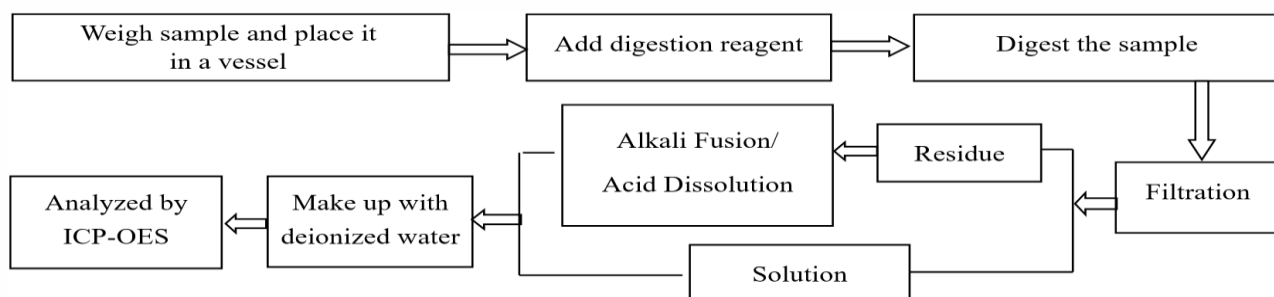 Weigh sample and place it
in a vessel
Add digestion reagent
Digest the sample
Filtration
Residue
Alkali Fusion/
Acid Dissolution
Solution
Make up with
deionized water
Analyzed by
ICP-OES